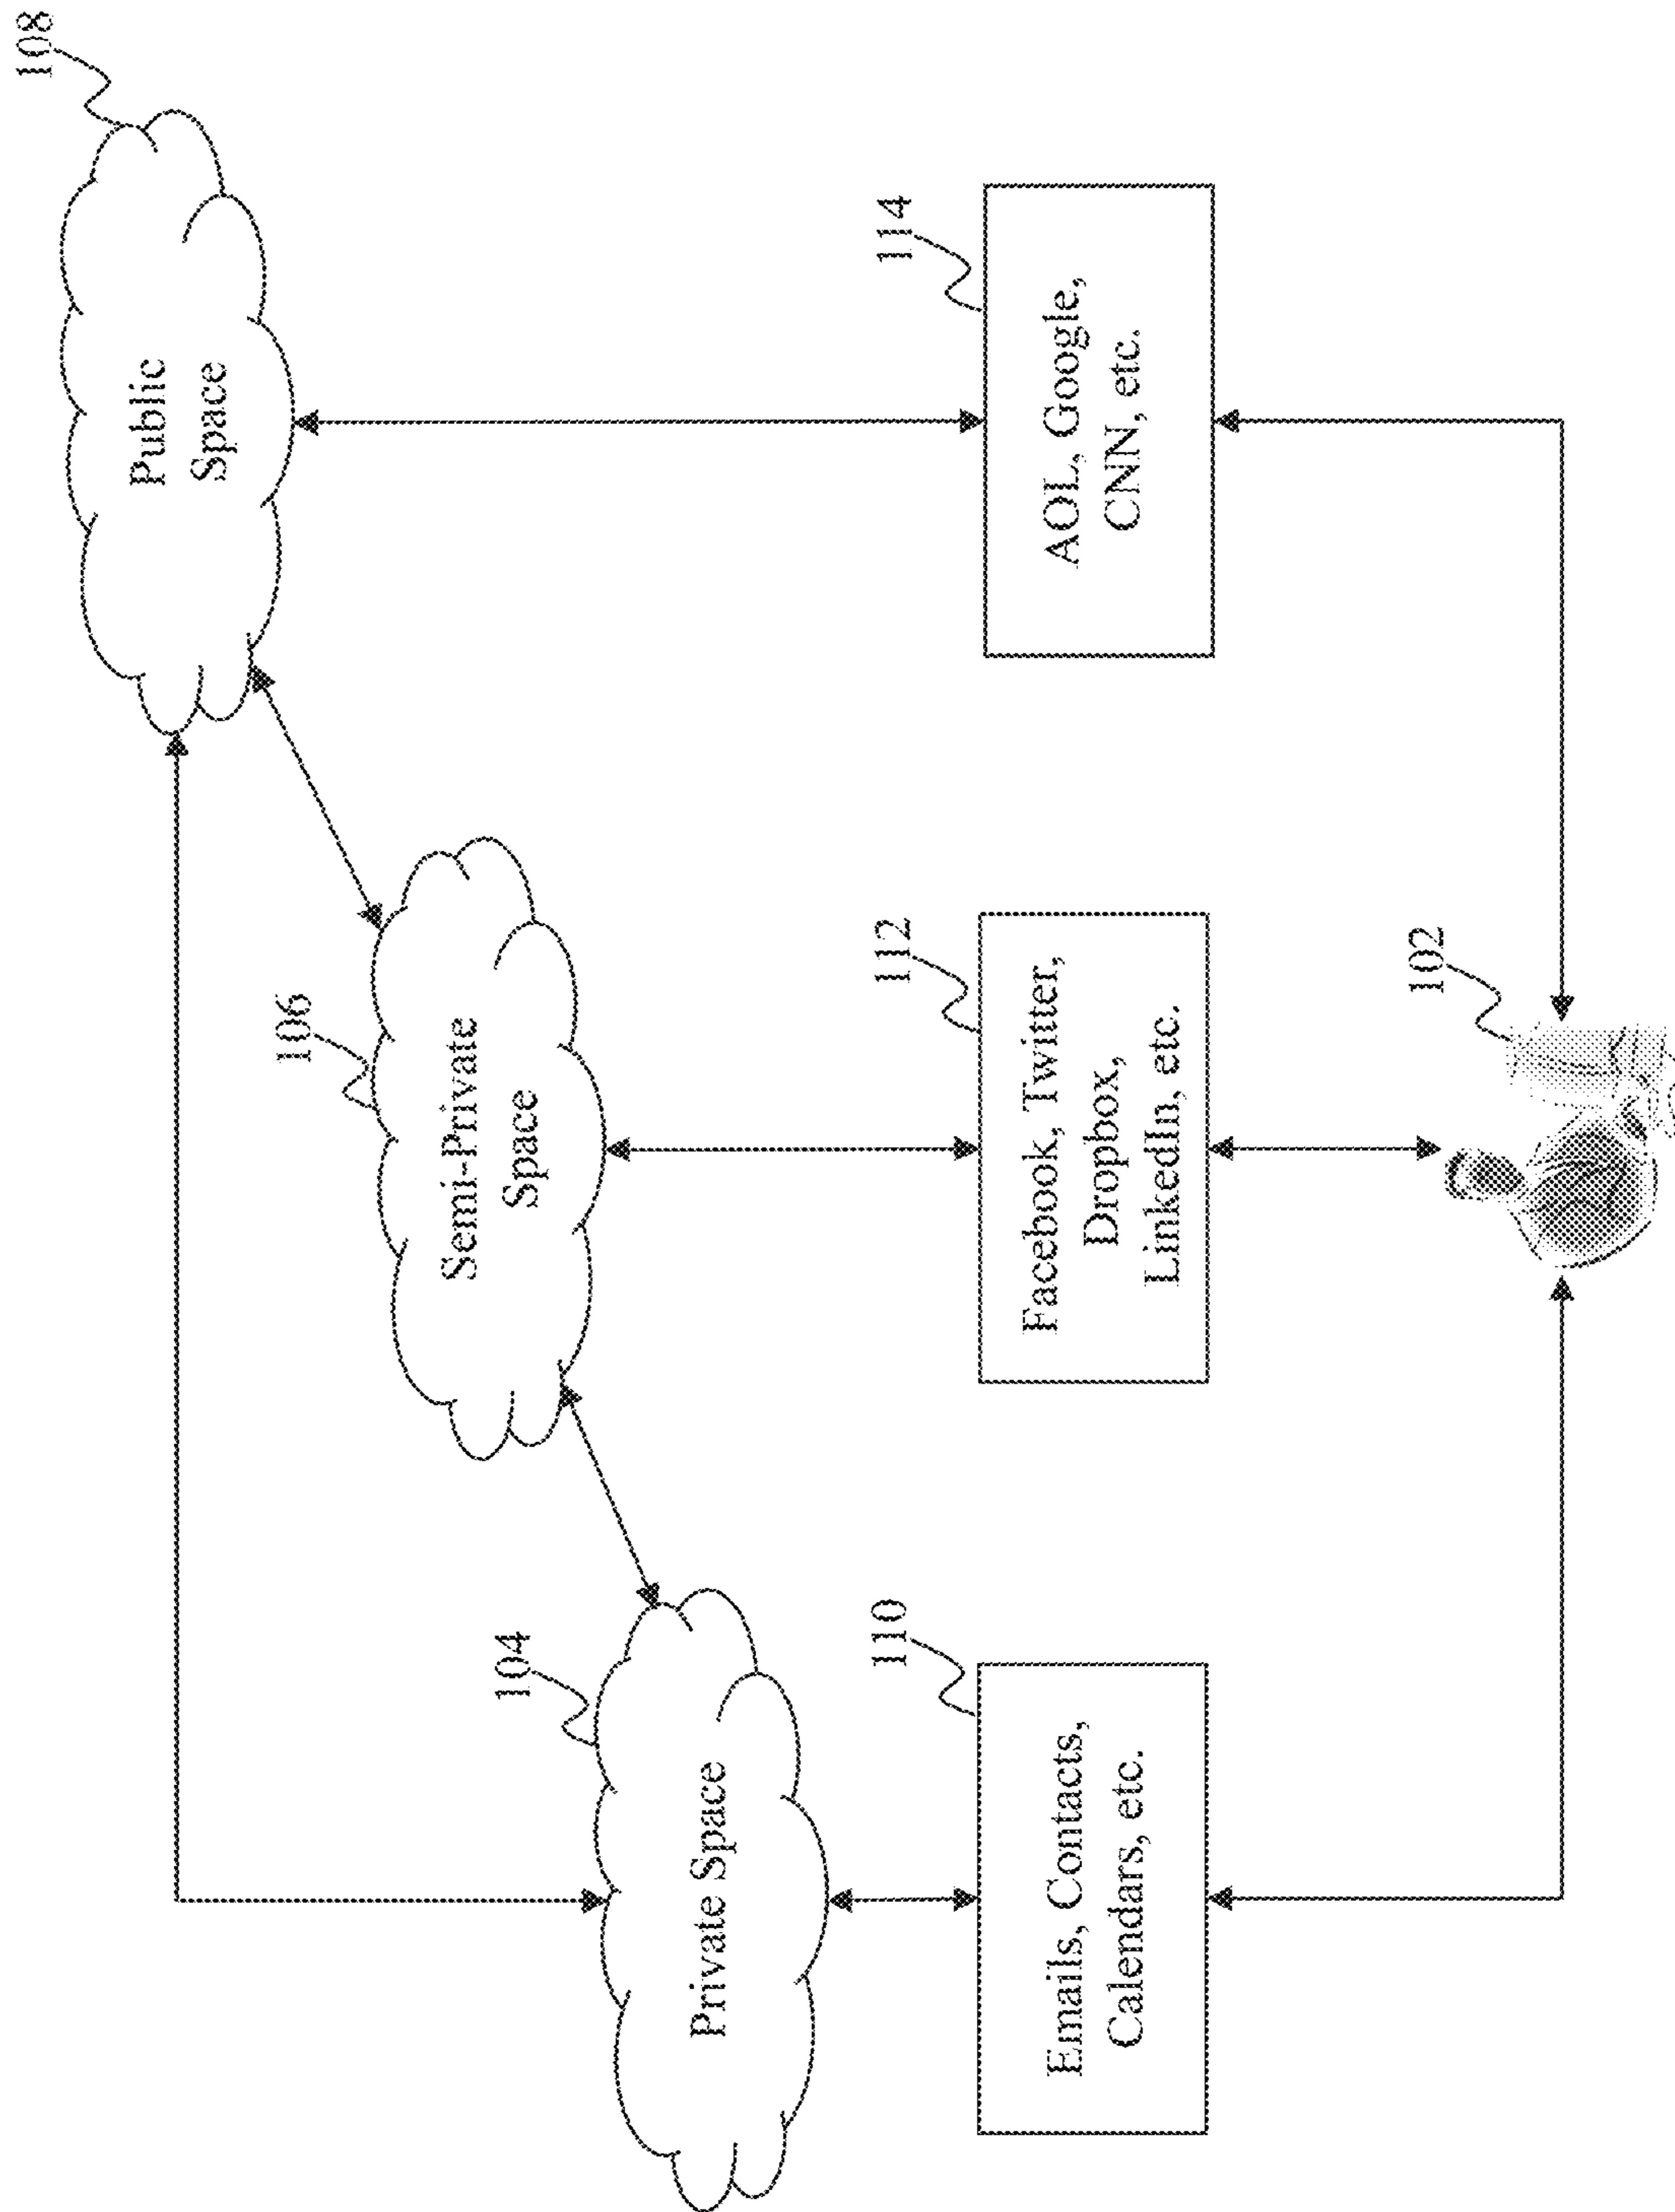 108
Public
Space
106
Semi-Private
Space
104
Private Space
110
Emails, Contacts,
Calendars, etc.
112
Facebook, Twitter,
Dropbox,
LinkedIn, etc.
114
AOL, Google,
CNN, etc.
102